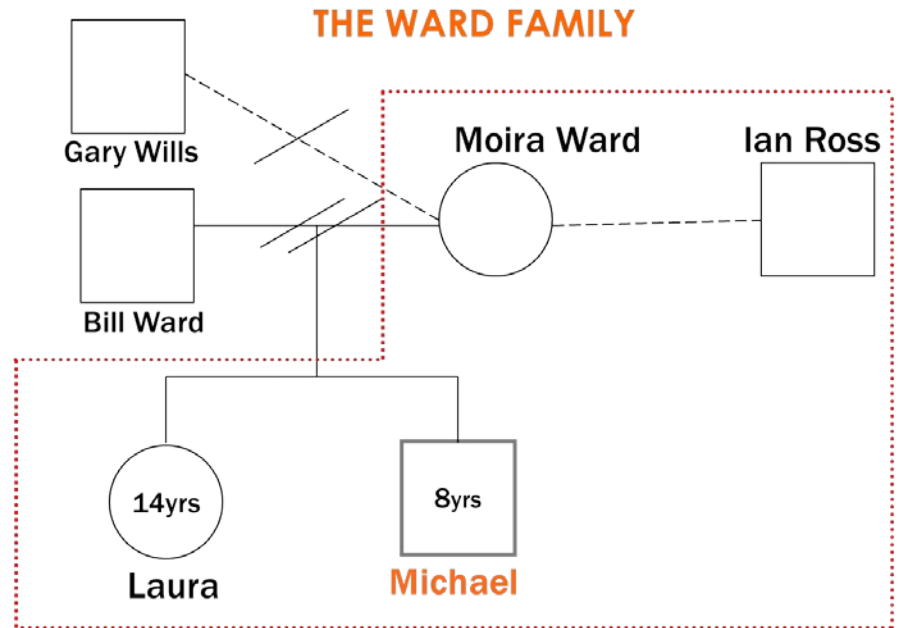 THE WARD FAMILY
Gary Wills
Moira Ward
Ian Ross
Bill Ward
14yrs
8yrs
Laura
Michael